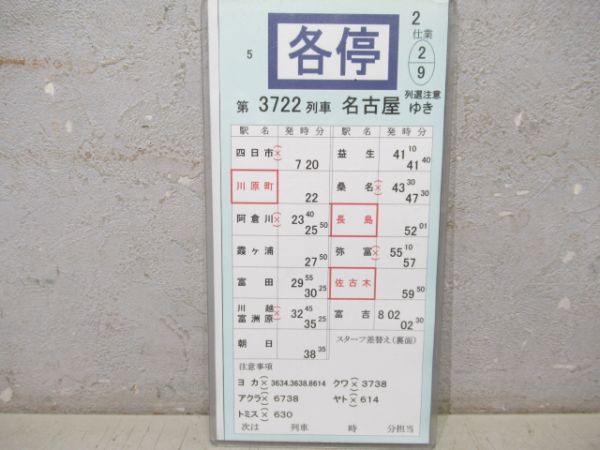 2
仕業
5
各停
2
9
列選注意
第 3722 列車 名古屋 ゆき
駅名 発時分 駅名 発時分
四日市(×) 7 20 益生 41 10 41 40
川原町 22 桑名(×) 43 30 47 30
阿倉川(×) 23 40 25 50 長島 52 01
霞ヶ浦 27 50 弥富(×) 55 10 57
富田 29 55 30 25 佐古木 59 50
川越富洲原(×) 32 45 35 25 富吉 8 02 02 30
朝日 38 35 スターフ差替え(裏面)
注意事項
ヨカ(×)3634.3638.8614 クワ(×)3738
アクラ(×)6738 ヤト(×)614
トミス(×)630
次は 列車 時 分担当